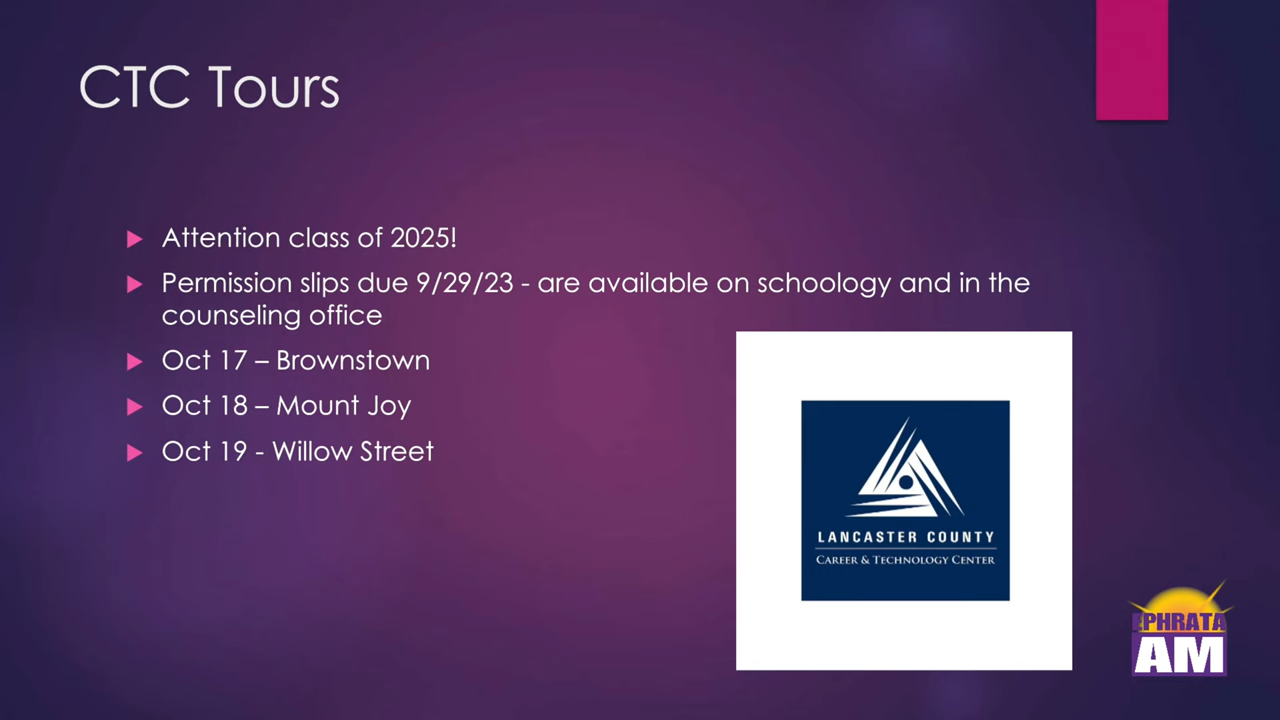 CTC Tours
Attention class of 2025!
Permission slips due 9/29/23 - are available on schoology and in the
counseling office
Oct 17 – Brownstown
Oct 18 – Mount Joy
Oct 19 - Willow Street
LANCASTER COUNTY
CAREER & TECHNOLOGY CENTER
EPHRATA
AM